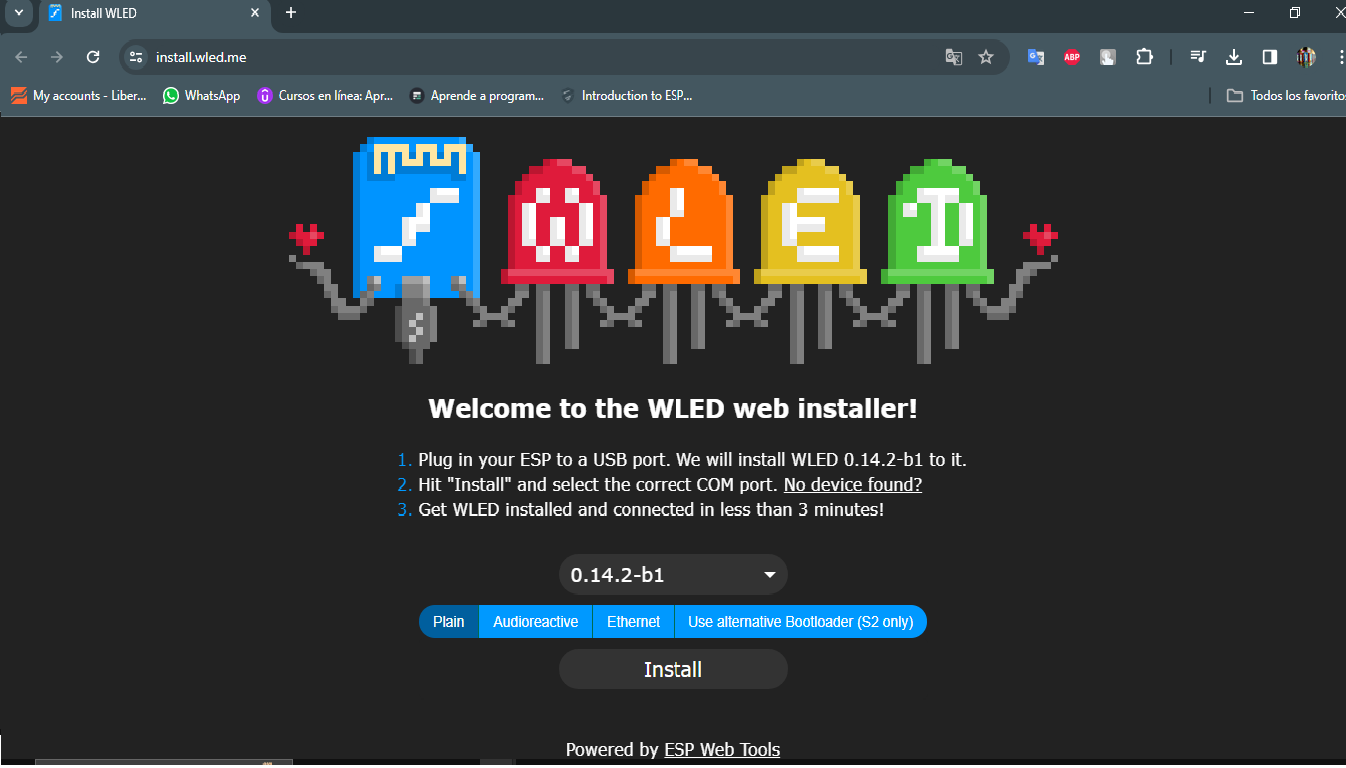 Install WLED
install.wled.me
ABP
My accounts - Liber...
WhatsApp
Cursos en línea: Apr...
Aprende a program...
Introduction to ESP...
Todos los favoritos
WLED
Welcome to the WLED web installer!
1. Plug in your ESP to a USB port. We will install WLED 0.14.2-b1 to it.
2. Hit "Install" and select the correct COM port. No device found?
3. Get WLED installed and connected in less than 3 minutes!
0.14.2-b1
Plain Audioreactive Ethernet Use alternative Bootloader (S2 only)
Install
Powered by ESP Web Tools